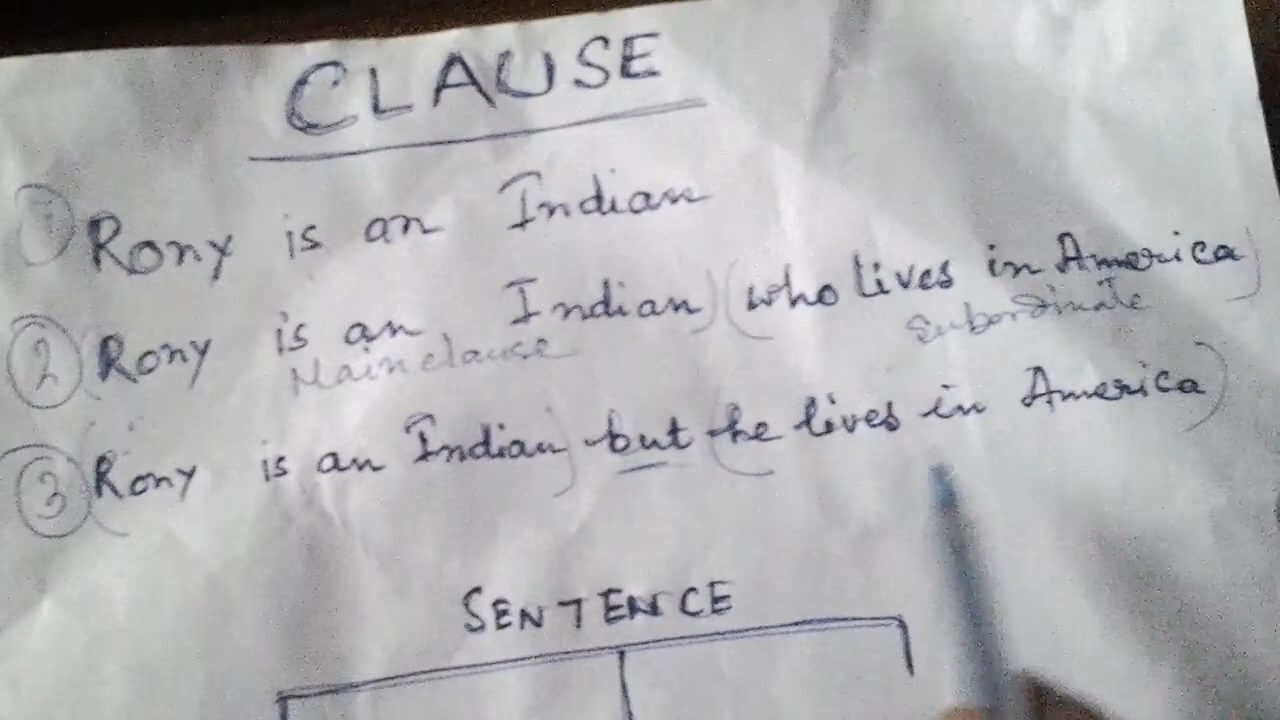 CLAUSE
① Rony is an Indian
② (Rony is an Indian) (who lives in America)
Main clause Subordinate
③ (Rony is an Indian) but (he lives in America)
SENTENCE